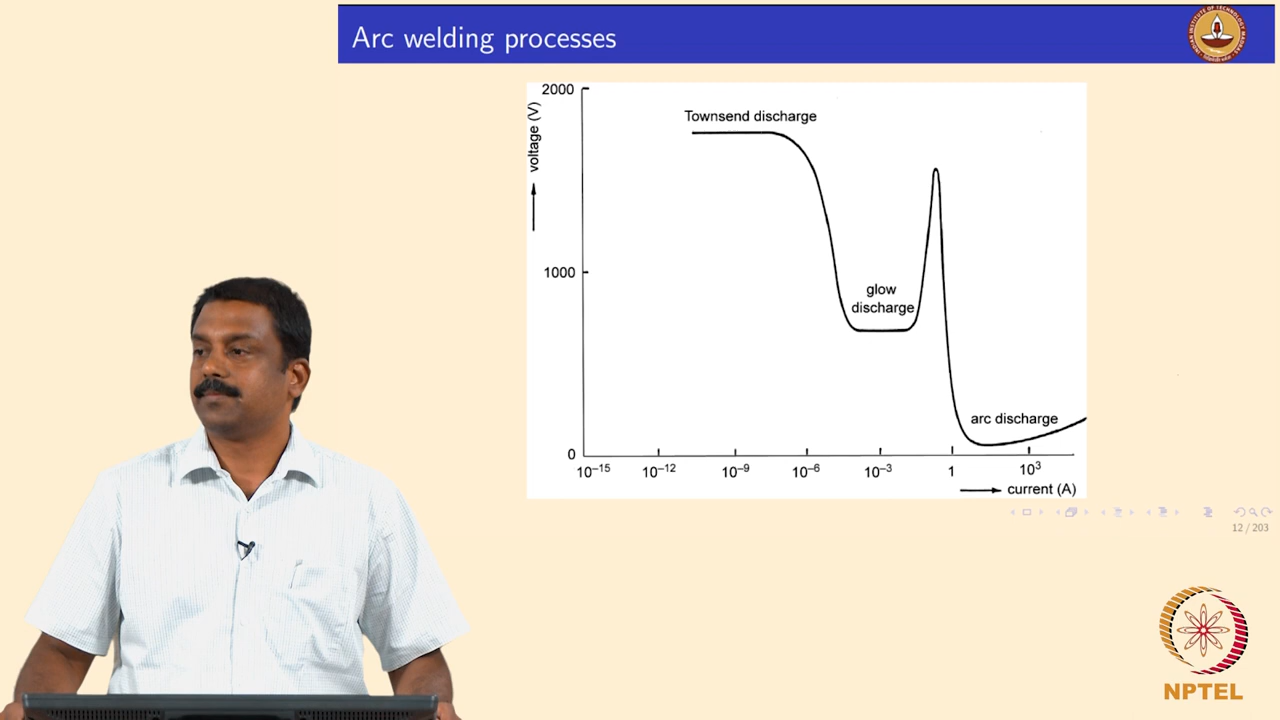 Arc welding processes
2000
voltage (V)
Townsend discharge
1000
glow
discharge
arc discharge
0
10⁻¹⁵ 10⁻¹² 10⁻⁹ 10⁻⁶ 10⁻³ 1 10³
current (A)
12 / 203
NPTEL